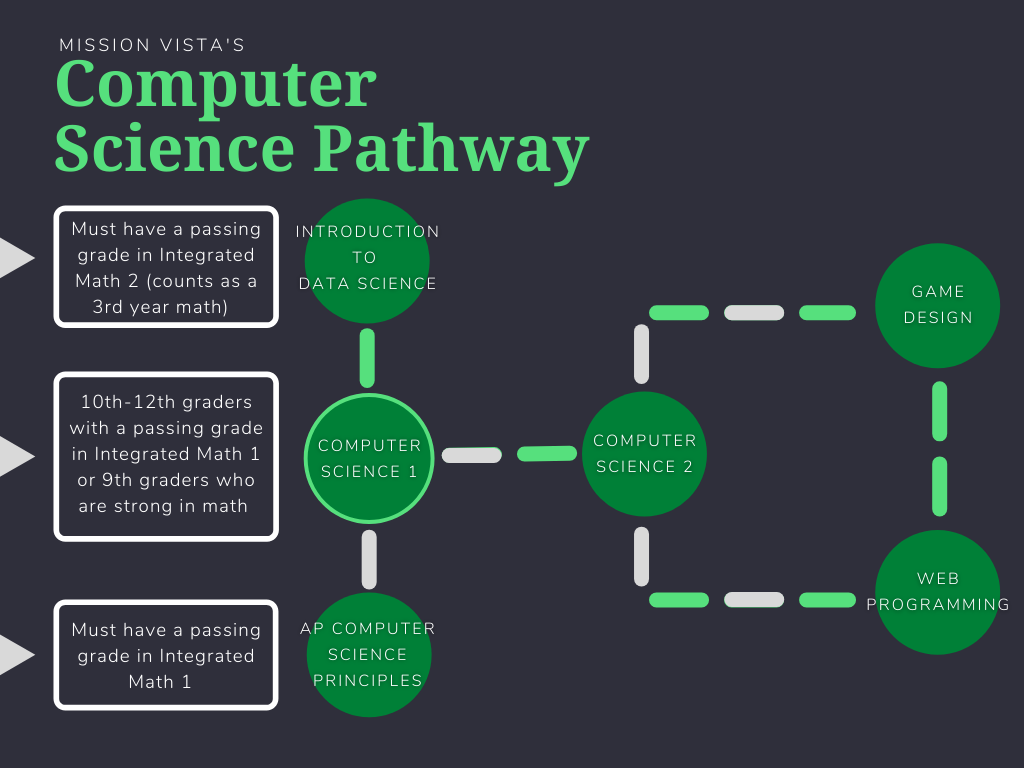 MISSION VISTA'S
Computer
Science Pathway
Must have a passing
grade in Integrated
Math 2 (counts as a
3rd year math)
INTRODUCTION
TO
DATA SCIENCE
GAME
DESIGN
10th-12th graders
with a passing grade
in Integrated Math 1
or 9th graders who
are strong in math
COMPUTER
SCIENCE 1
COMPUTER
SCIENCE 2
WEB
PROGRAMMING
Must have a passing
grade in Integrated
Math 1
AP COMPUTER
SCIENCE
PRINCIPLES